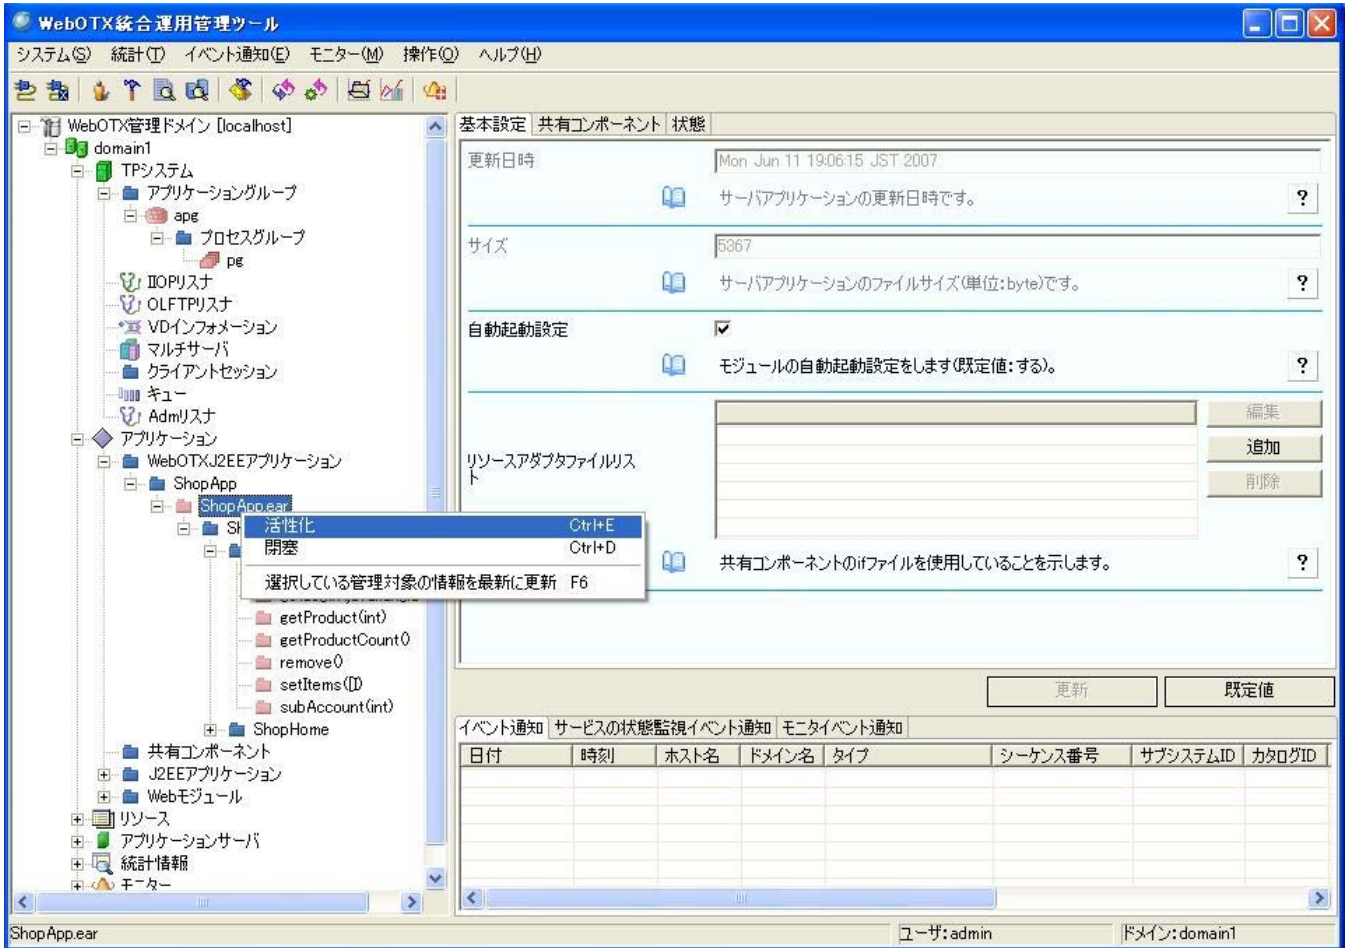 WebOTX統合運用管理ツール
システム(S) 統計(T) イベント通知(E) モニター(M) 操作(O) ヘルプ(H)
WebOTX管理ドメイン [localhost]
domain1
TPシステム
アプリケーショングループ
apg
プロセスグループ
pg
IIOPリスナ
OLFTPリスナ
VDインフォメーション
マルチサーバ
クライアントセッション
キュー
Admリスナ
アプリケーション
WebOTXJ2EEアプリケーション
ShopApp
ShopApp.ear
活性化 Ctrl+E
閉塞 Ctrl+D
選択している管理対象の情報を最新に更新 F6
getProduct(int)
getProductCount()
remove()
setItems([])
subAccount(int)
ShopHome
共有コンポーネント
J2EEアプリケーション
Webモジュール
リソース
アプリケーションサーバ
統計情報
モニター
基本設定 共有コンポーネント 状態
更新日時 Mon Jun 11 19:06:15 JST 2007
サーバアプリケーションの更新日時です。 ?
サイズ 5367
サーバアプリケーションのファイルサイズ(単位:byte)です。 ?
自動起動設定
モジュールの自動起動設定をします(既定値:する)。 ?
編集
追加
リソースアダプタファイルリス
ト
削除
共有コンポーネントのifファイルを使用していることを示します。 ?
更新 既定値
イベント通知 サービスの状態監視イベント通知 モニタイベント通知
日付 時刻 ホスト名 ドメイン名 タイプ シーケンス番号 サブシステムID カタログID
ShopApp.ear ユーザ:admin ドメイン:domain1